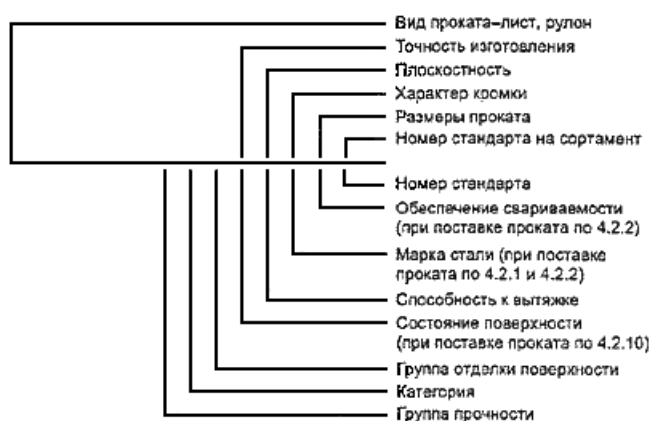 Вид проката–лист, рулон
Точность изготовления
Плоскостность
Характер кромки
Размеры проката
Номер стандарта на сортамент
Номер стандарта
Обеспечение свариваемости
(при поставке проката по 4.2.2)
Марка стали (при поставке
проката по 4.2.1 и 4.2.2)
Способность к вытяжке
Состояние поверхности
(при поставке проката по 4.2.10)
Группа отделки поверхности
Категория
Группа прочности